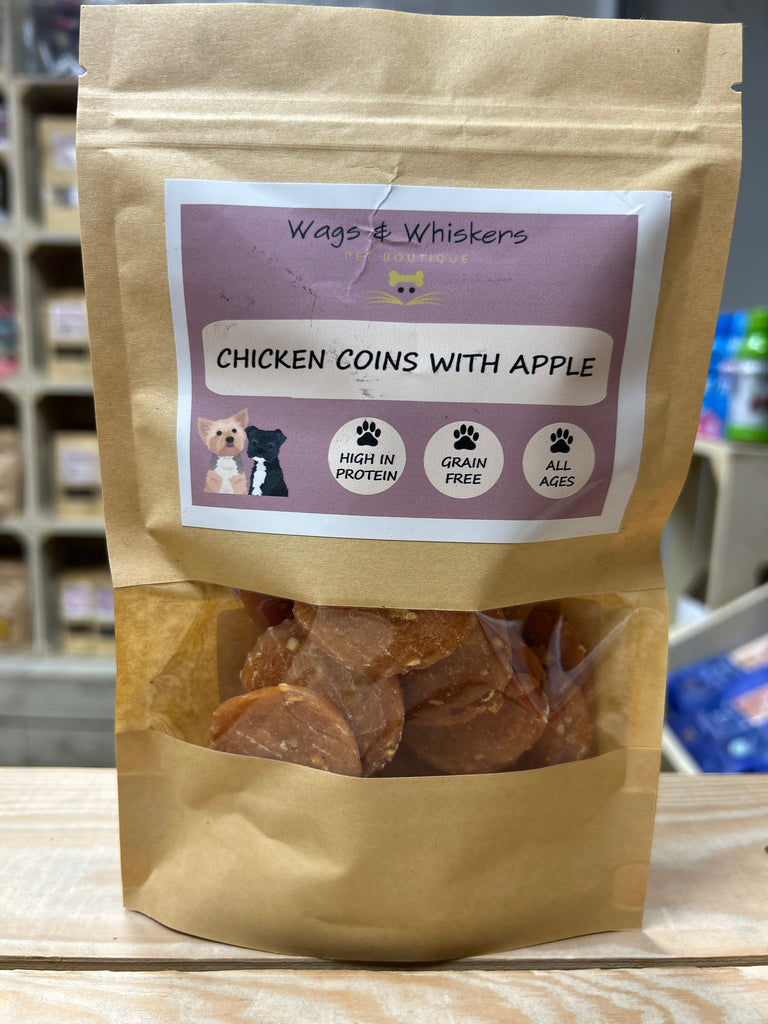 Wags & Whiskers
PET BOUTIQUE
CHICKEN COINS WITH APPLE
HIGH IN
PROTEIN
GRAIN
FREE
ALL
AGES